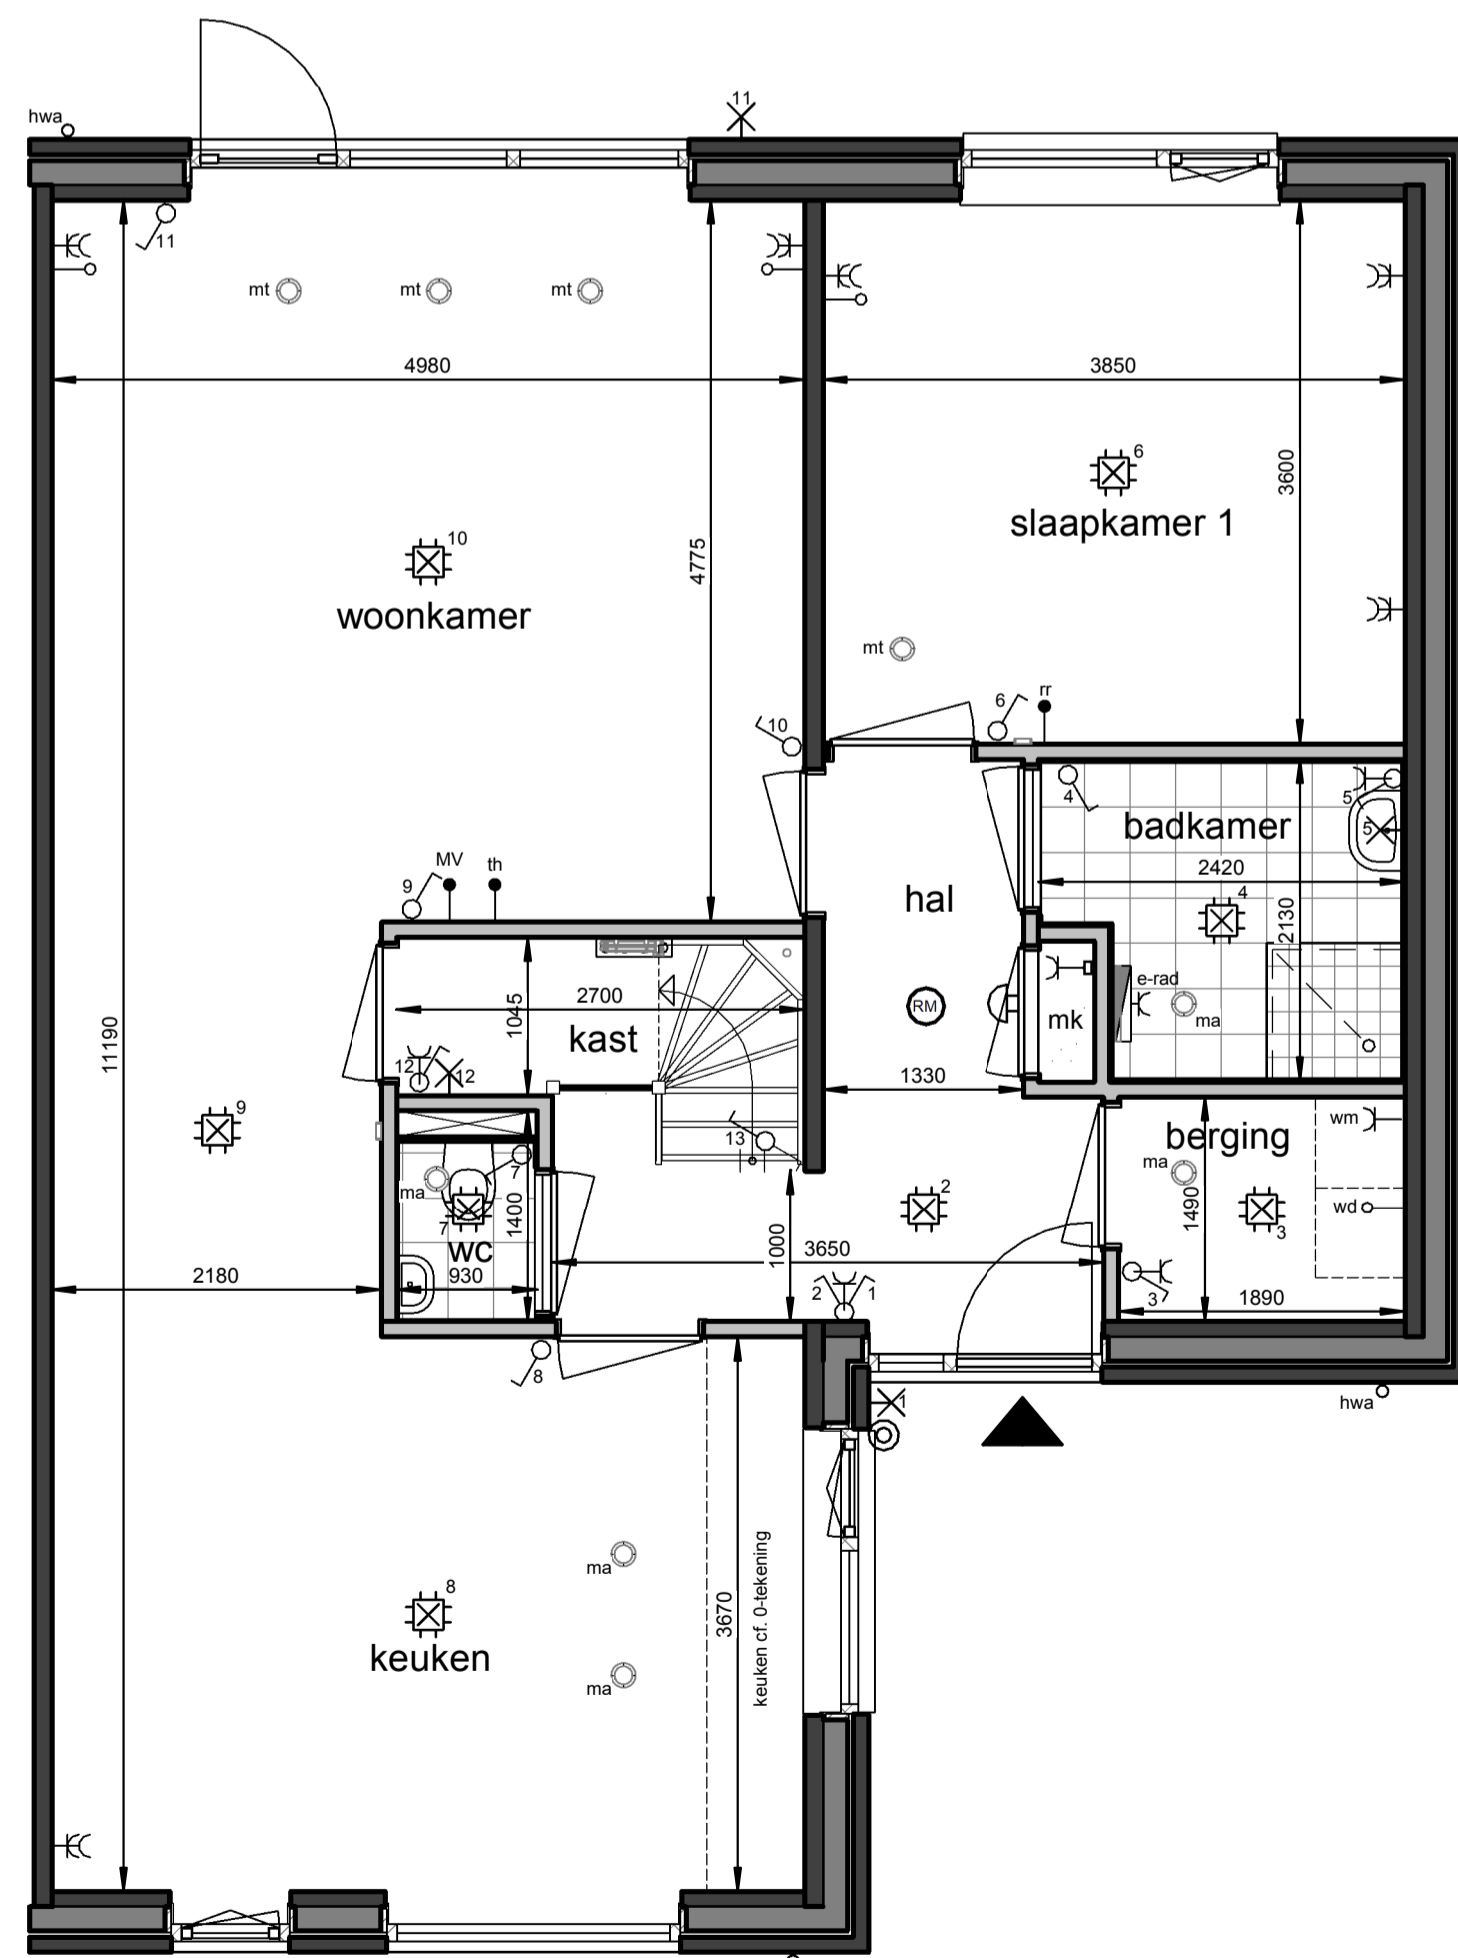 hwa
11
11
mt
mt
mt
4980
3850
6
3600
slaapkamer 1
10
4775
woonkamer
mt
6
rr
10
4
5
badkamer
5
MV
th
9
2420
4
hal
2130
e-rad
2700
1045
RM
mk
ma
kast
11190
12
12
1330
9
wm
berging
13
ma
7
ma
2
1490
wd
7
1400
3
wc
1000
3650
2180
930
2
1
3
1890
8
1
hwa
ma
8
3670
keuken cf. 0-tekening
keuken
ma